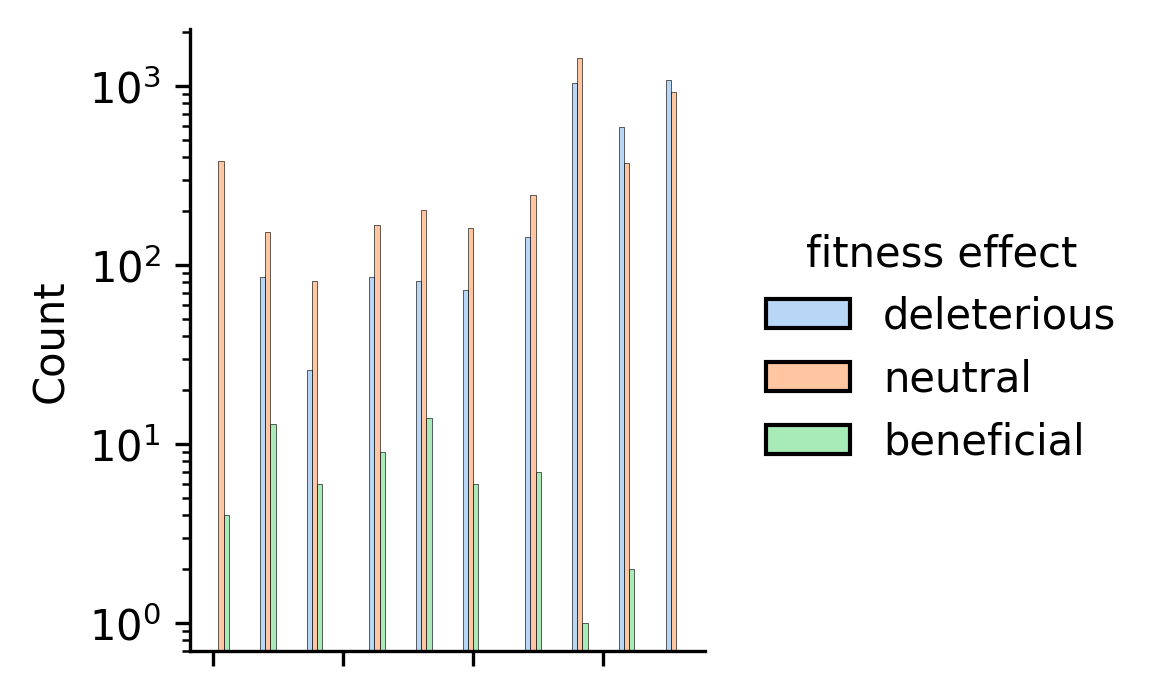 Count
10³
10²
10¹
10⁰
fitness effect
deleterious
neutral
beneficial